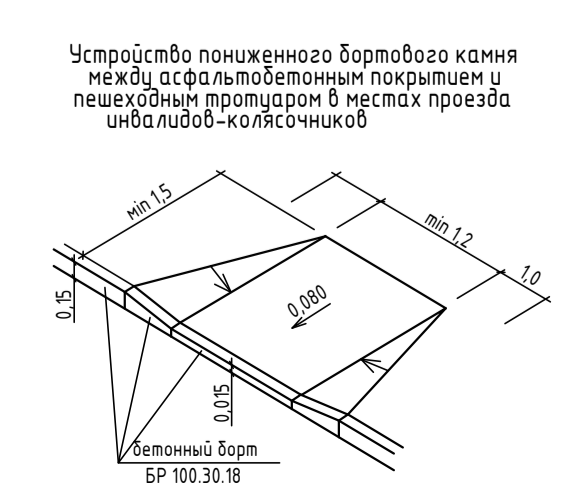 Устройство пониженного бортового камня
между асфальтобетонным покрытием и
пешеходным тротуаром в местах проезда
инвалидов-колясочников
min 1,5
min 1,2
1,0
0,15
0,080
0,015
бетонный борт
БР 100.30.18